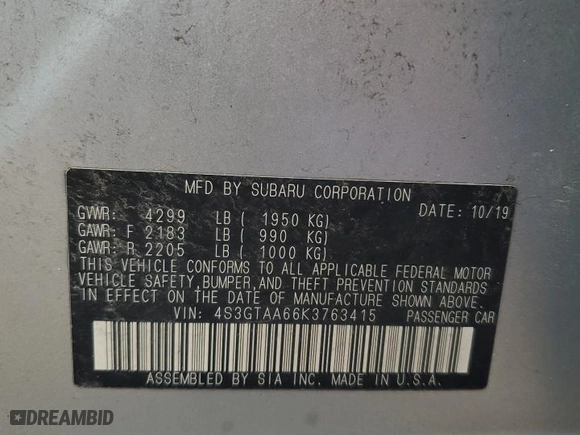 MFD BY SUBARU CORPORATION
GVWR: 4299 LB ( 1950 KG) DATE: 10/19
GAWR: F 2183 LB ( 990 KG)
GAWR: R 2205 LB ( 1000 KG)
THIS VEHICLE CONFORMS TO ALL APPLICABLE FEDERAL MOTOR
VEHICLE SAFETY, BUMPER, AND THEFT PREVENTION STANDARDS
IN EFFECT ON THE DATE OF MANUFACTURE SHOWN ABOVE.
VIN: 4S3GTAA66K3763415 PASSENGER CAR
ASSEMBLED BY SIA INC. MADE IN U.S.A.
DREAMBID